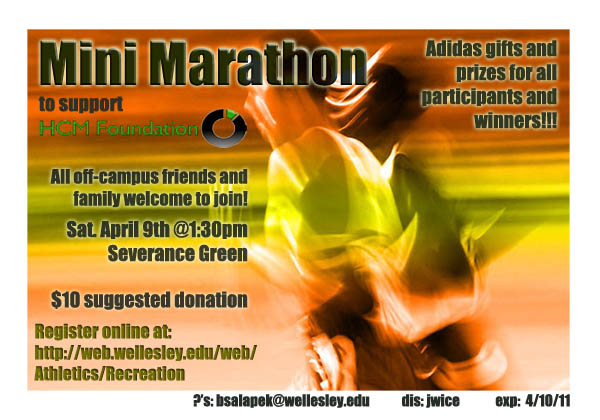 Mini Marathon
to support
HCM Foundation
Adidas gifts and
prizes for all
participants and
winners!!!
All off-campus friends and
family welcome to join!
Sat. April 9th @1:30pm
Severance Green
$10 suggested donation
Register online at:
http://web.wellesley.edu/web/
Athletics/Recreation
?'s: bsalapek@wellesley.edu dis: jwice exp: 4/10/11